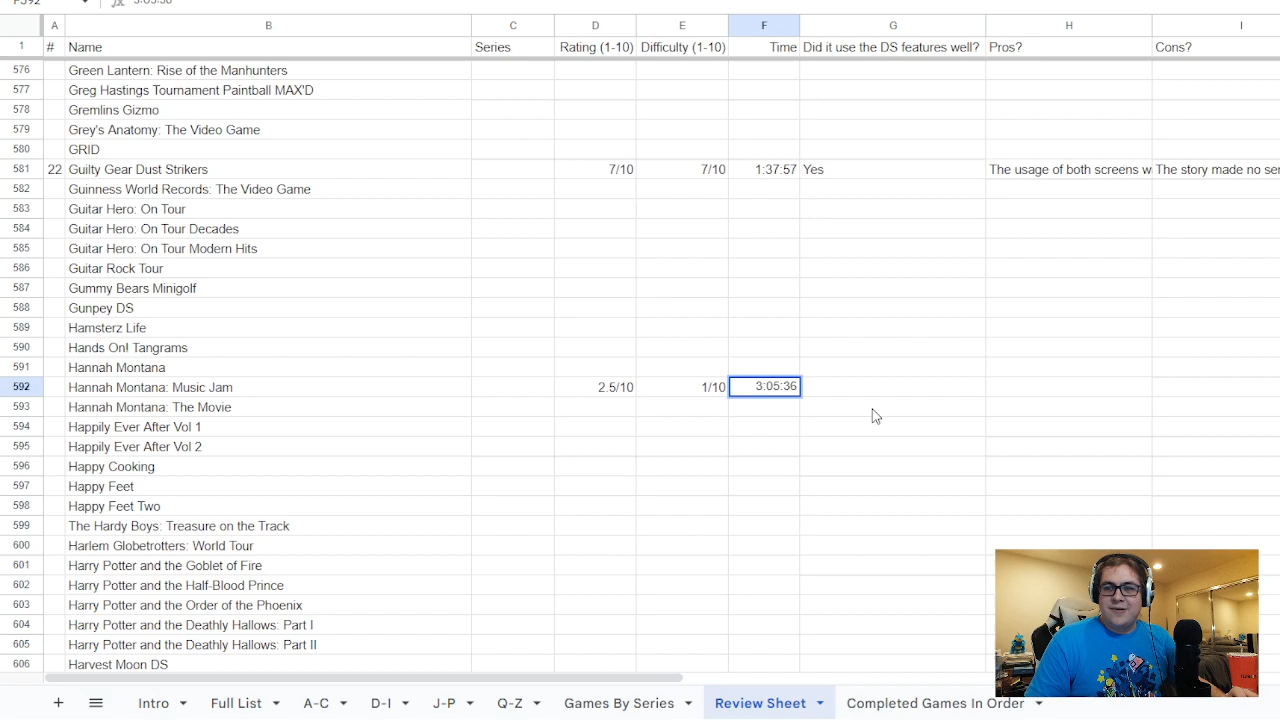 F592 fx 3:05:36
A B C D E F G H I
1 # Name Series Rating (1-10) Difficulty (1-10) Time Did it use the DS features well? Pros? Cons?
576 Green Lantern: Rise of the Manhunters
577 Greg Hastings Tournament Paintball MAX'D
578 Gremlins Gizmo
579 Grey's Anatomy: The Video Game
580 GRID
581 22 Guilty Gear Dust Strikers 7/10 7/10 1:37:57 Yes The usage of both screens w The story made no sen
582 Guinness World Records: The Video Game
583 Guitar Hero: On Tour
584 Guitar Hero: On Tour Decades
585 Guitar Hero: On Tour Modern Hits
586 Guitar Rock Tour
587 Gummy Bears Minigolf
588 Gunpey DS
589 Hamsterz Life
590 Hands On! Tangrams
591 Hannah Montana
592 Hannah Montana: Music Jam 2.5/10 1/10 3:05:36
593 Hannah Montana: The Movie
594 Happily Ever After Vol 1
595 Happily Ever After Vol 2
596 Happy Cooking
597 Happy Feet
598 Happy Feet Two
599 The Hardy Boys: Treasure on the Track
600 Harlem Globetrotters: World Tour
601 Harry Potter and the Goblet of Fire
602 Harry Potter and the Half-Blood Prince
603 Harry Potter and the Order of the Phoenix
604 Harry Potter and the Deathly Hallows: Part I
605 Harry Potter and the Deathly Hallows: Part II
606 Harvest Moon DS
+ Intro Full List A-C D-I J-P Q-Z Games By Series Review Sheet Completed Games In Order